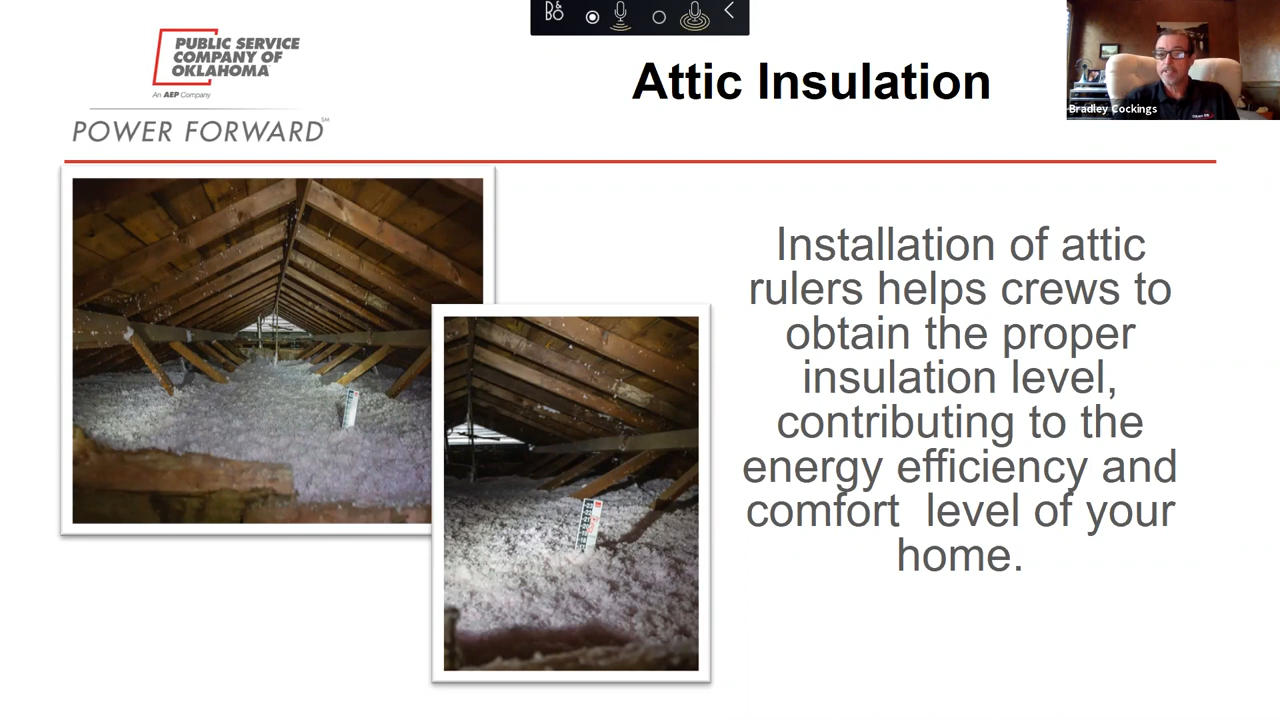 B&O
PUBLIC SERVICE
COMPANY OF
OKLAHOMA
An AEP Company
POWER FORWARD℠
Attic Insulation
Bradley Cockings
Installation of attic
rulers helps crews to
obtain the proper
insulation level,
contributing to the
energy efficiency and
comfort  level of your
home.